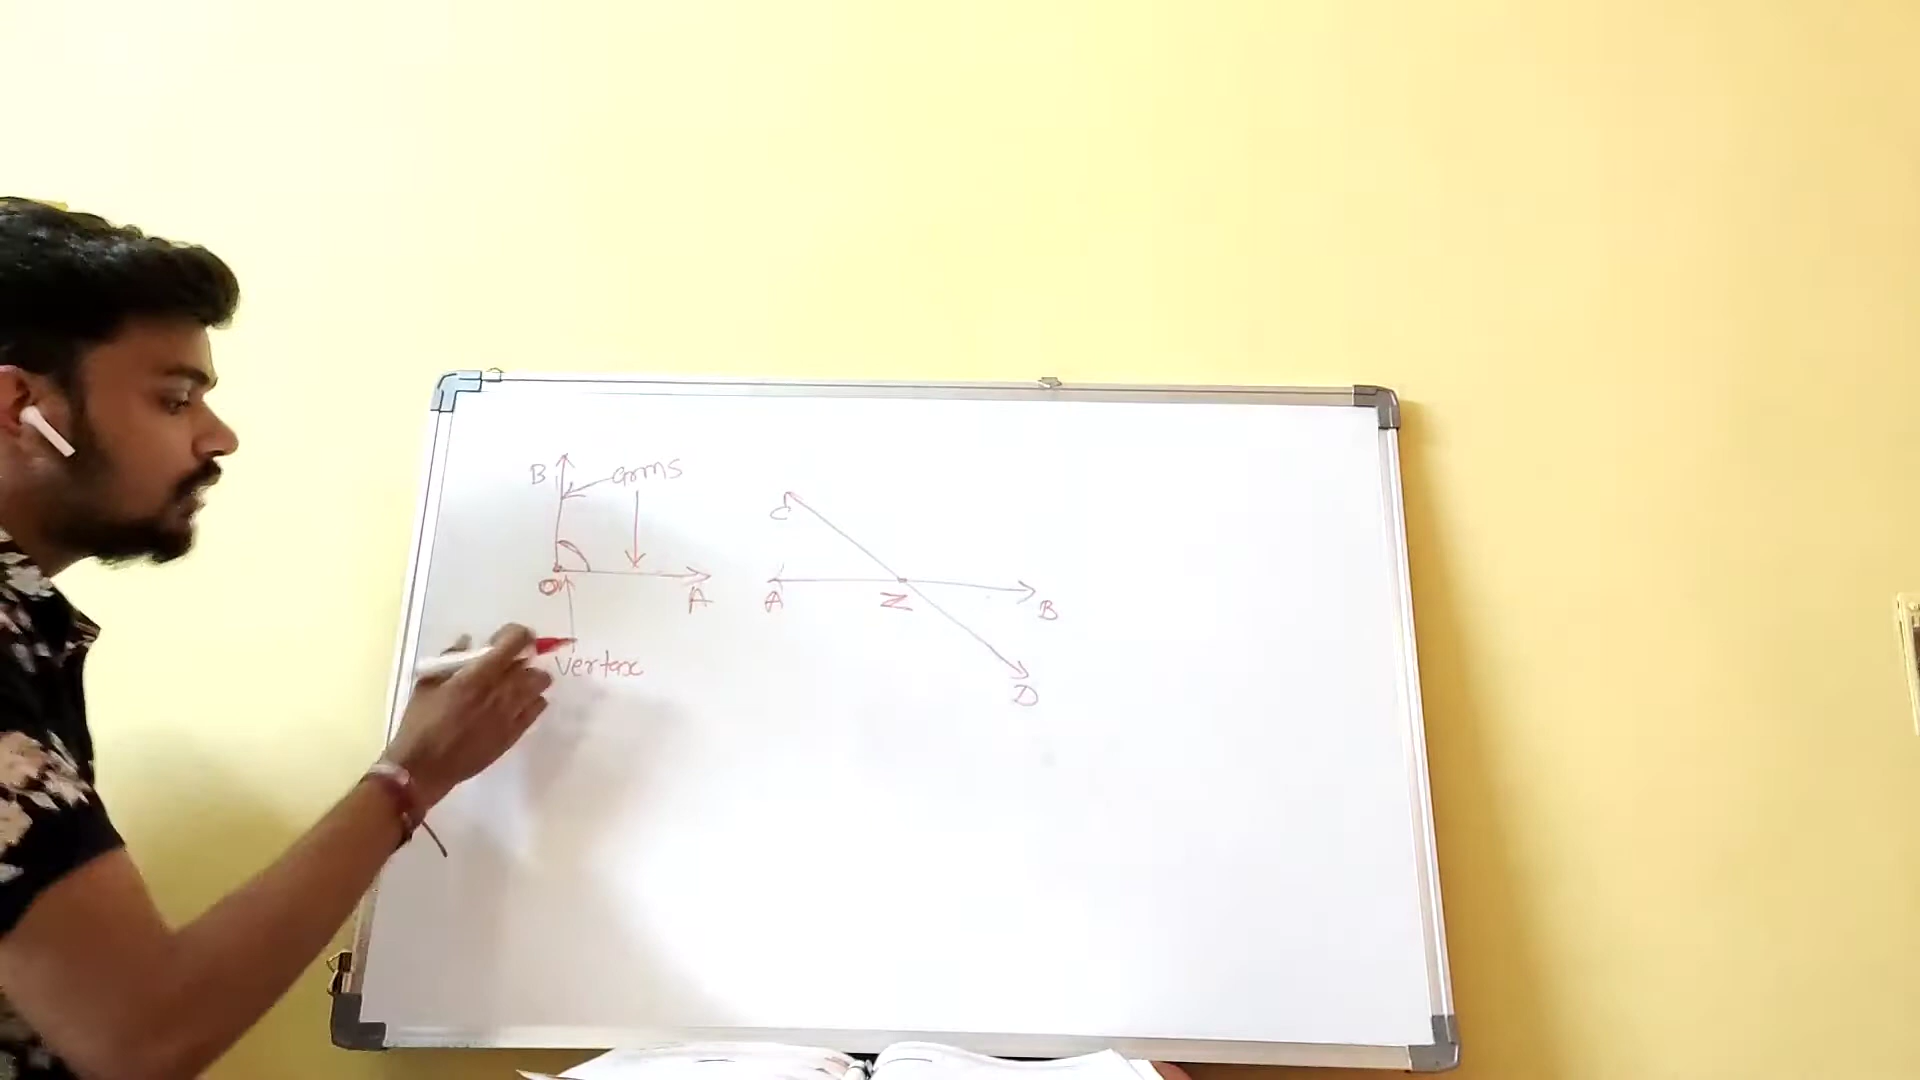 B arms
O A
Vertex
C
A Z B
D